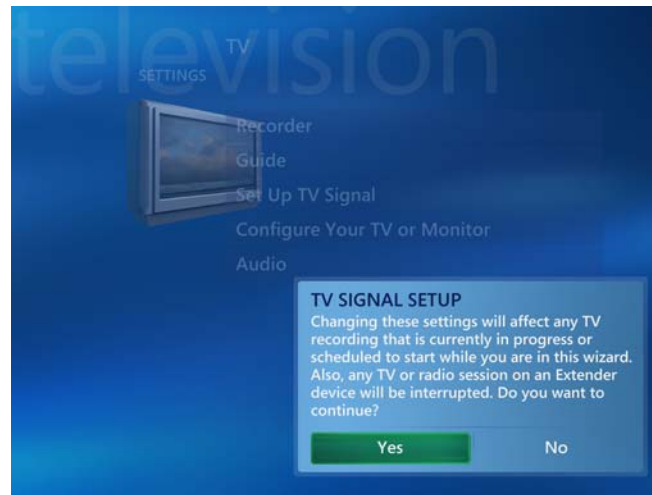 television
TV
SETTINGS
Recorder
Guide
Set Up TV Signal
Configure Your TV or Monitor
Audio
TV SIGNAL SETUP
Changing these settings will affect any TV
recording that is currently in progress or
scheduled to start while you are in this wizard.
Also, any TV or radio session on an Extender
device will be interrupted. Do you want to
continue?
Yes No